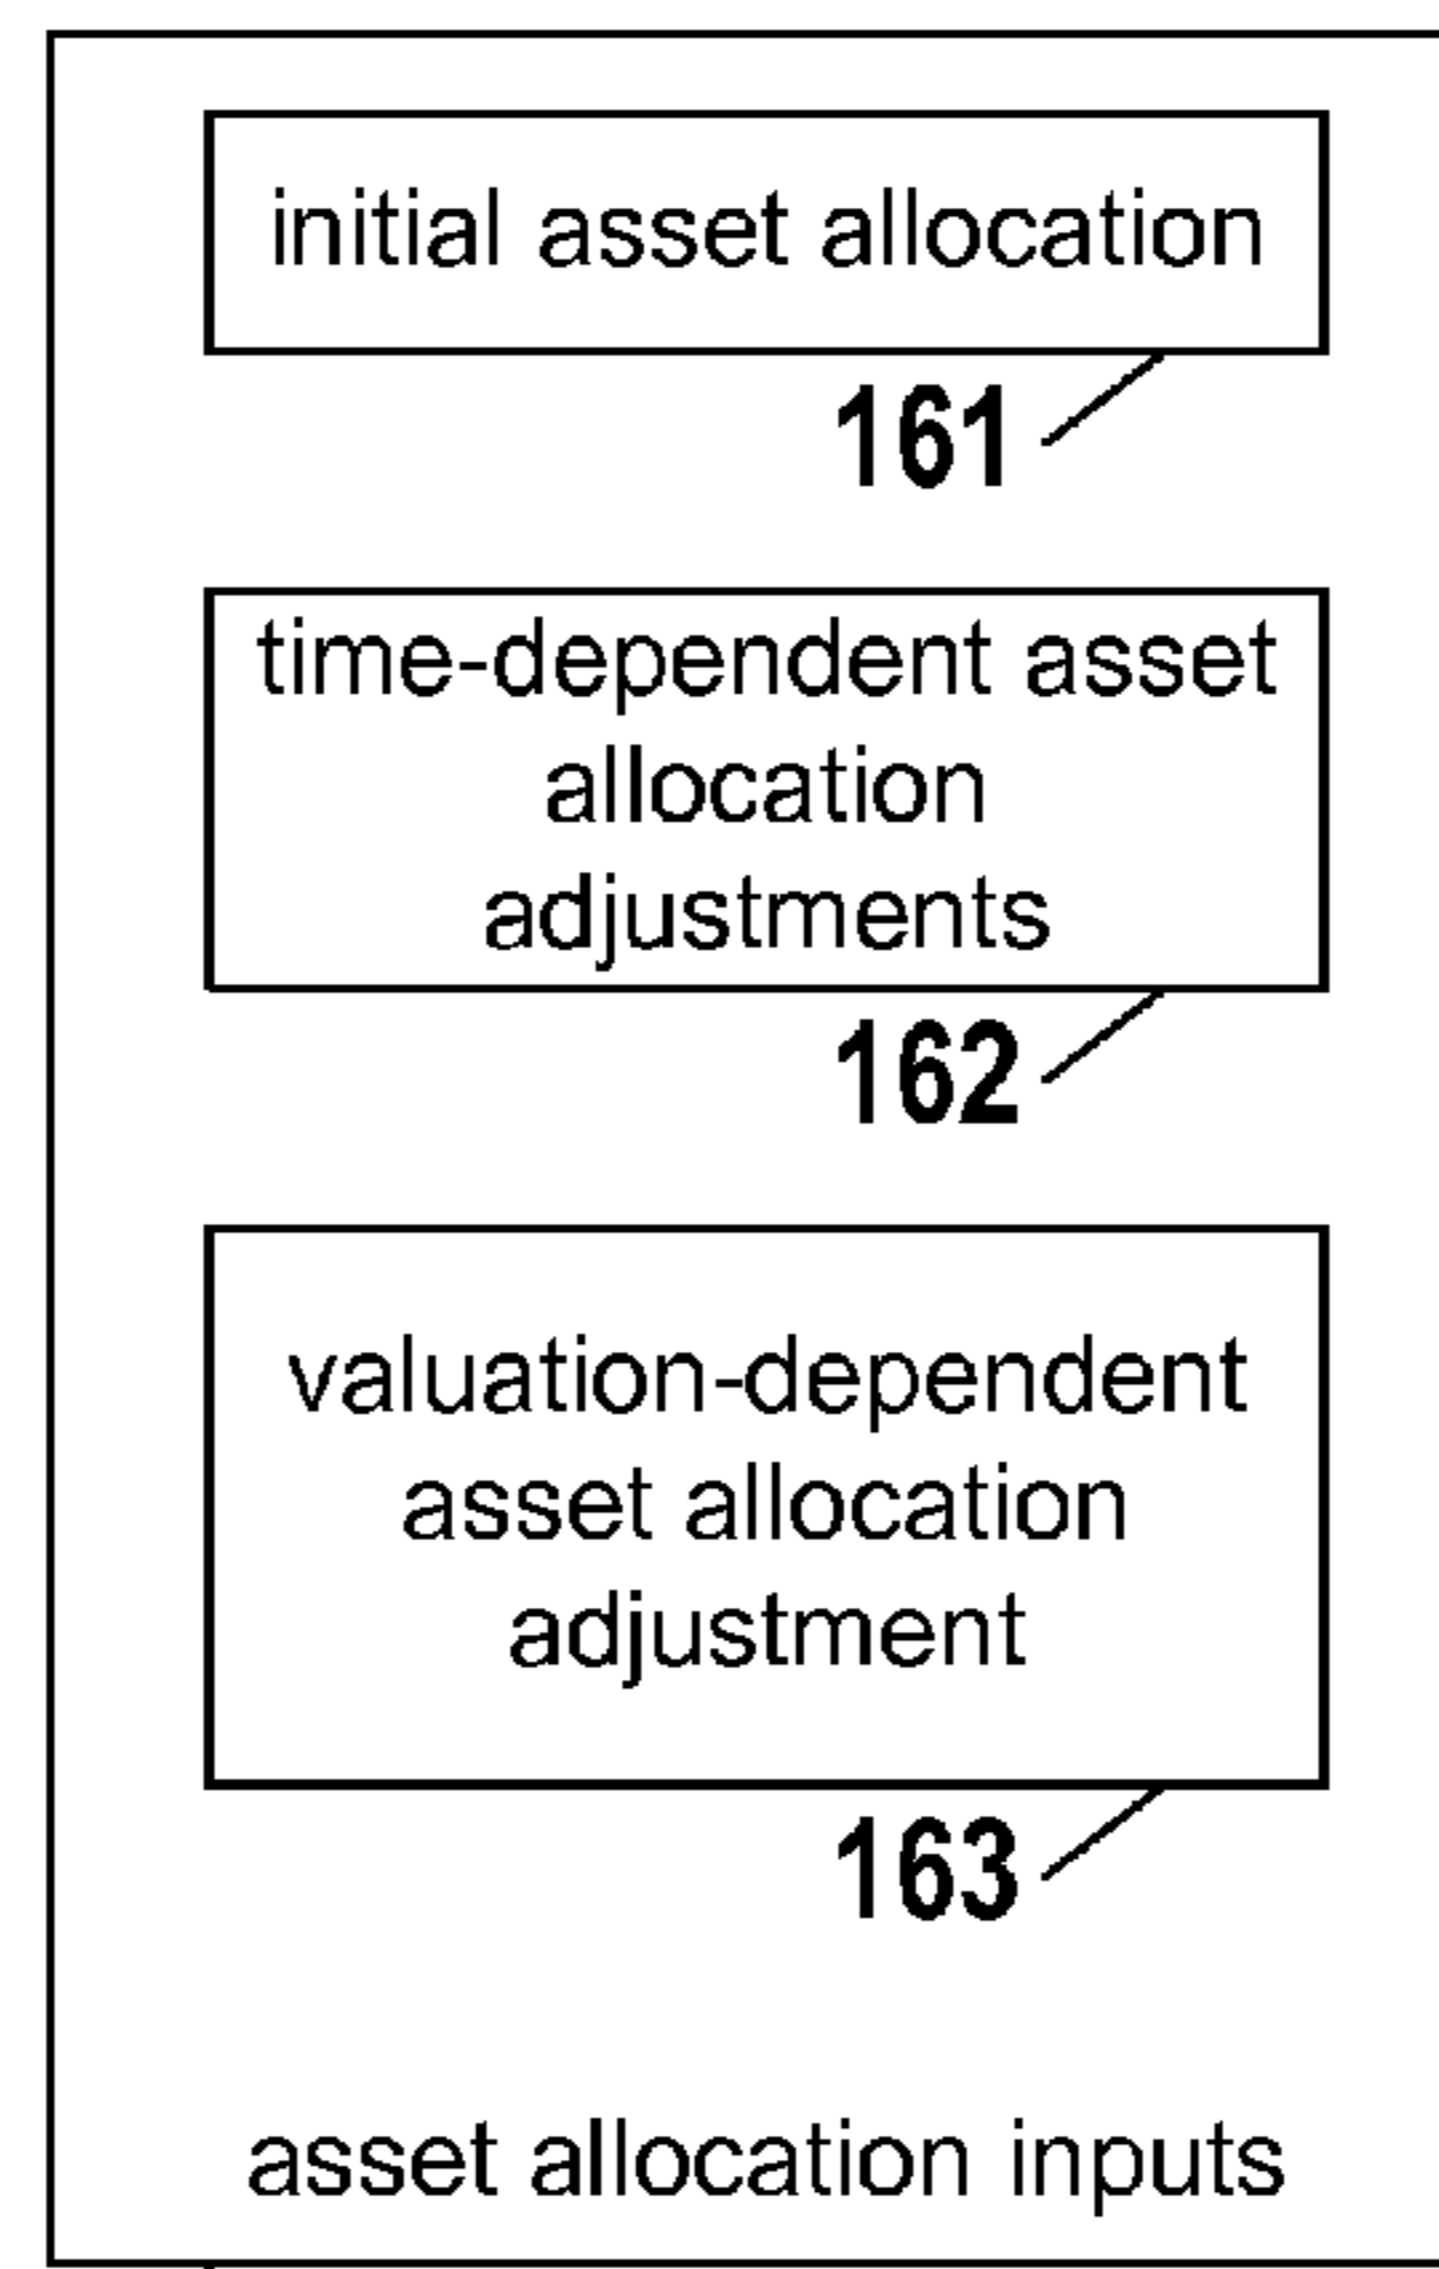 initial asset allocation
161
time-dependent asset
allocation
adjustments
162
valuation-dependent
asset allocation
adjustment
163
asset allocation inputs